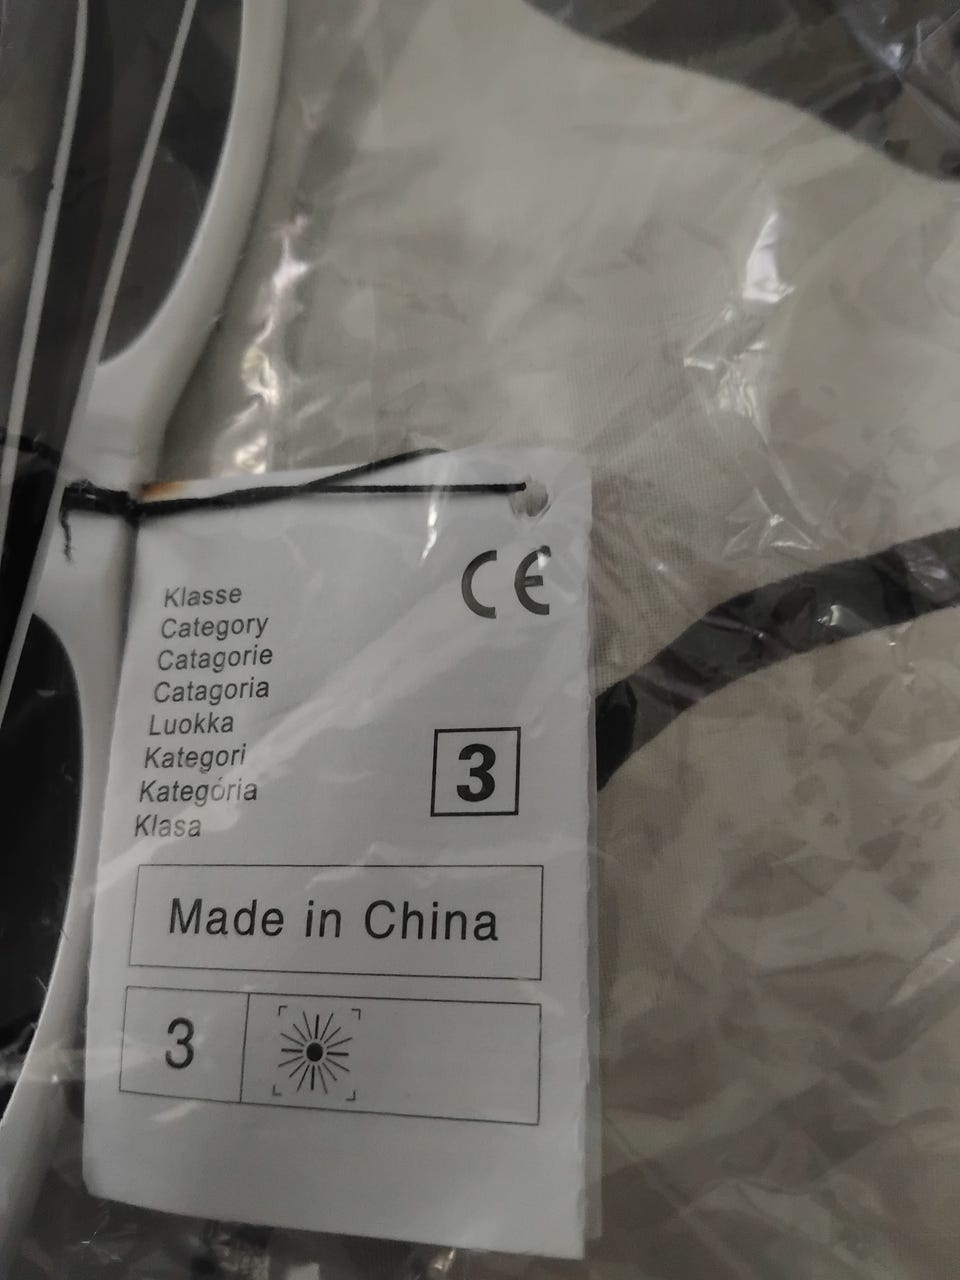 CE
Klasse
Category
Catagorie
Catagoria
Luokka
Kategori
Kategória
Klasa
3
Made in China
3